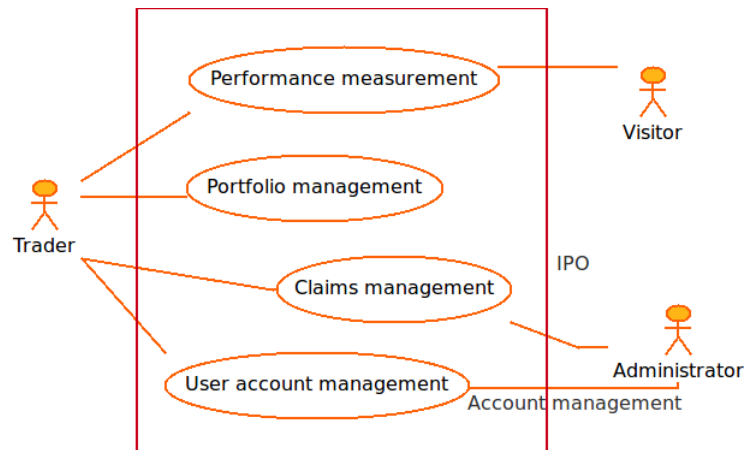 Performance measurement
Visitor
Portfolio management
Trader
IPO
Claims management
Administrator
User account management
Account management